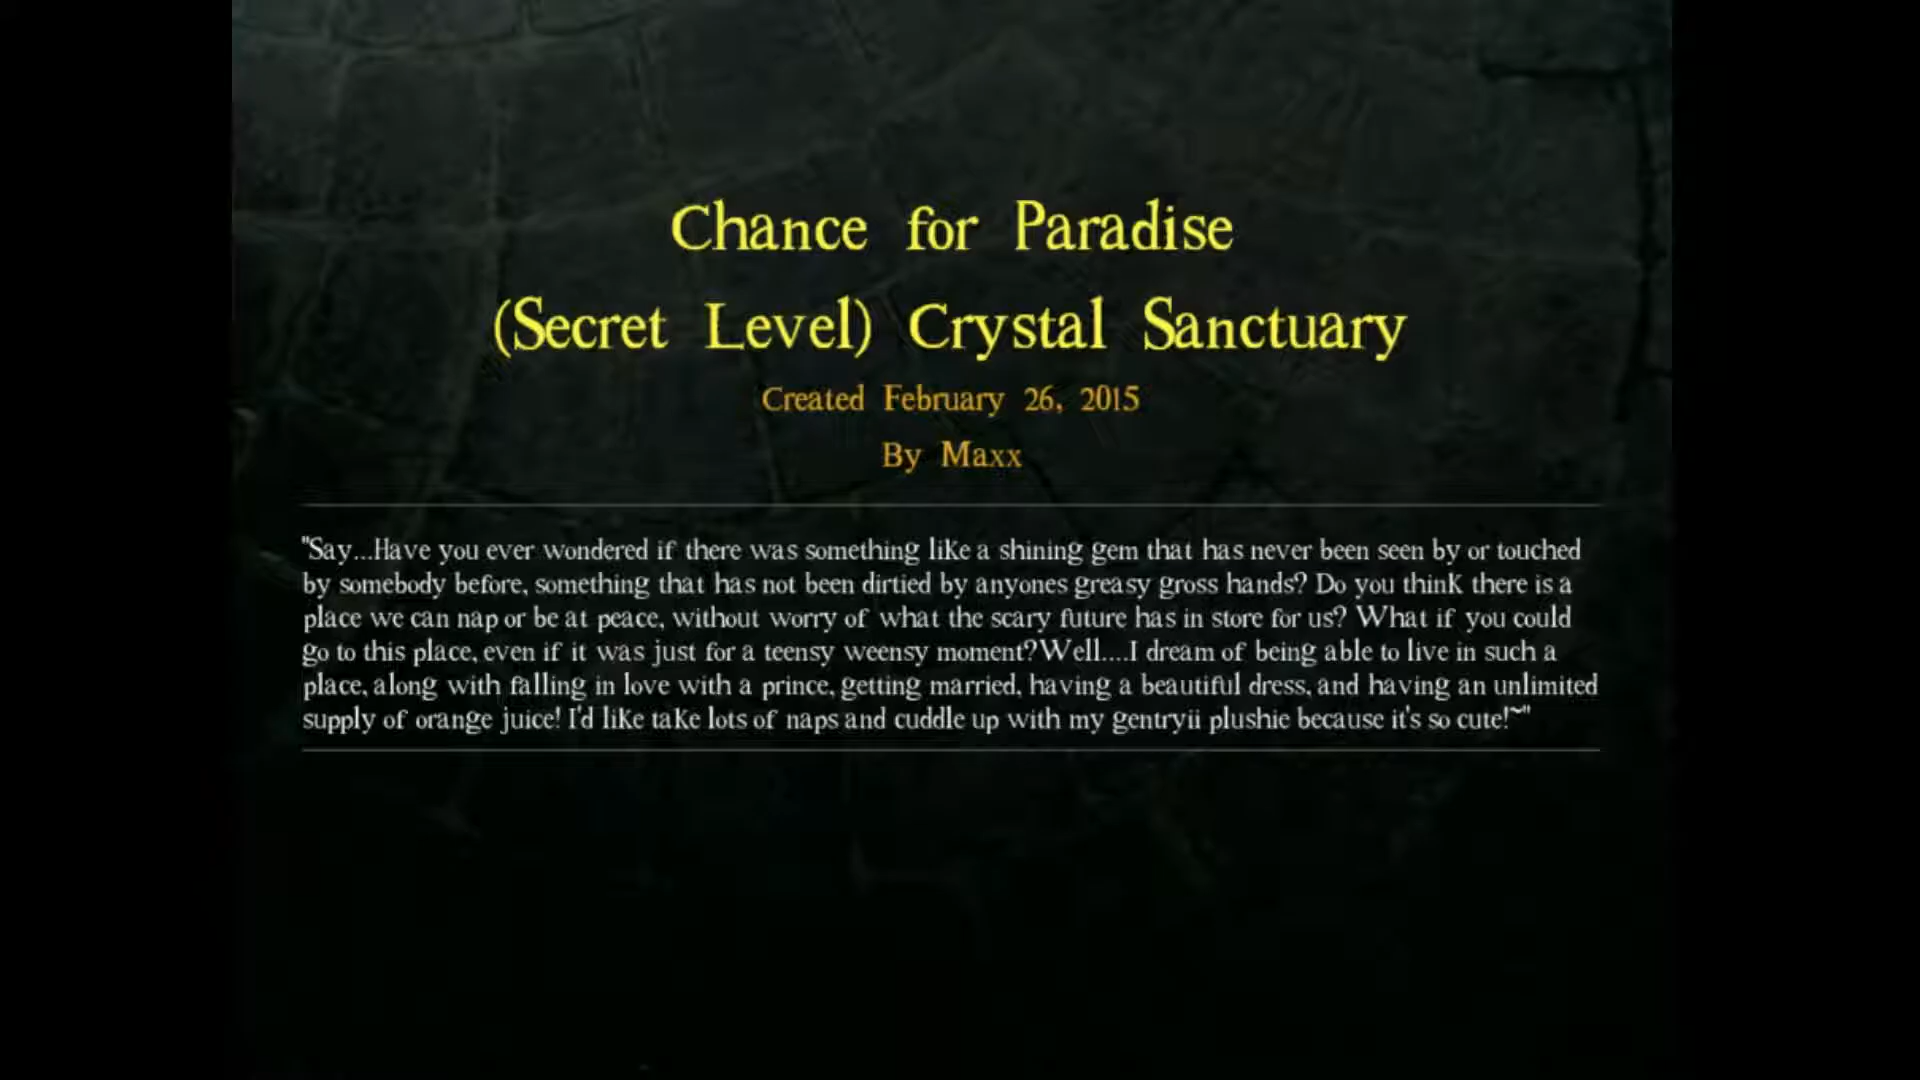 Chance for Paradise
(Secret Level) Crystal Sanctuary
Created February 26, 2015
By Maxx
"Say...Have you ever wondered if there was something like a shining gem that has never been seen by or touched
by somebody before, something that has not been dirtied by anyones greasy gross hands? Do you think there is a
place we can nap or be at peace, without worry of what the scary future has in store for us? What if you could
go to this place, even if it was just for a teensy weensy moment?Well....I dream of being able to live in such a
place, along with falling in love with a prince, getting married, having a beautiful dress, and having an unlimited
supply of orange juice! I'd like take lots of naps and cuddle up with my gentryii plushie because it's so cute!~"